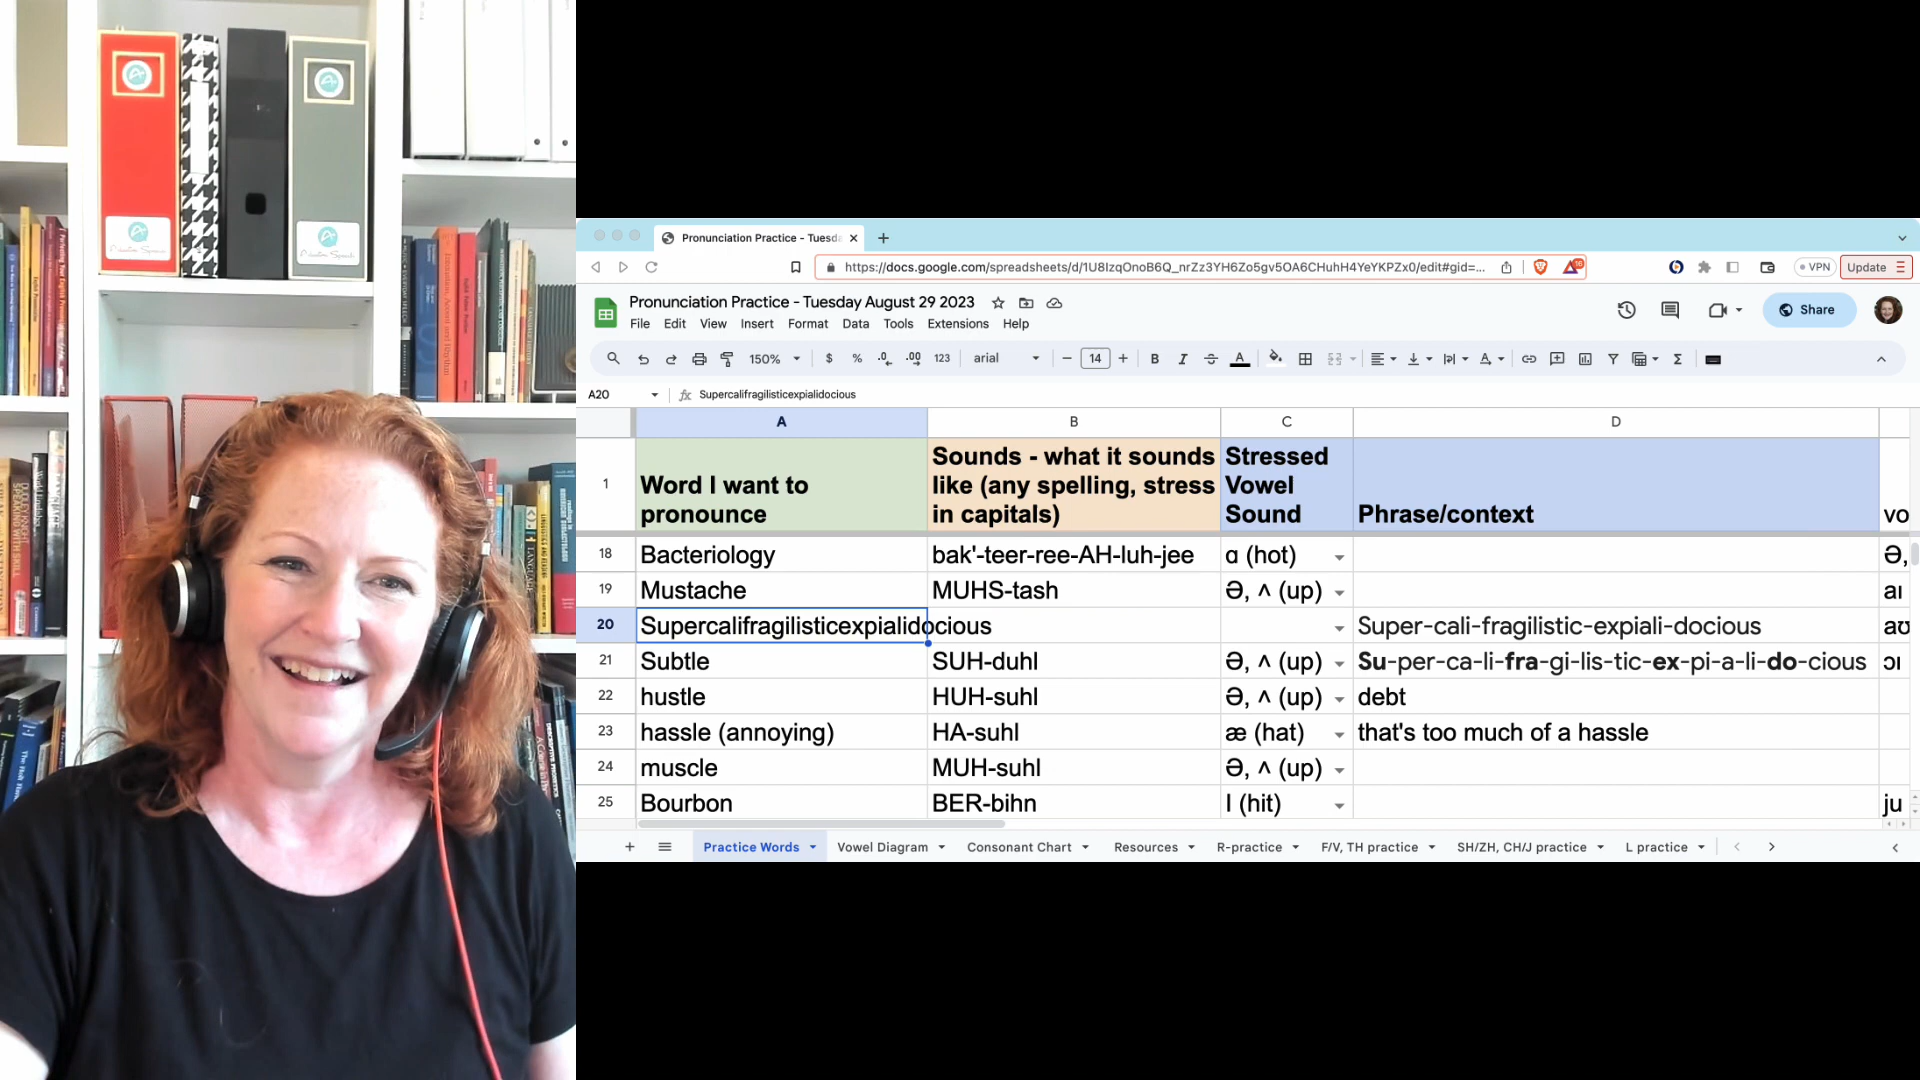 Pronunciation Practice - Tuesd
https://docs.google.com/spreadsheets/d/1U8IzqOnoB6Q_nrZz3YH6Zo5gv5OA6CHuhH4YeYKPZx0/edit#gid=...
VPN
Update
Pronunciation Practice - Tuesday August 29 2023
File Edit View Insert Format Data Tools Extensions Help
Share
150% $ % .0 .00 123 arial 14
A20 fx Supercalifragilisticexpialidocious
A B C D
1 Word I want to pronounce
Sounds - what it sounds like (any spelling, stress in capitals)
Stressed Vowel Sound
Phrase/context
vo
18 Bacteriology bak'-teer-ree-AH-luh-jee ɑ (hot) Ə,
19 Mustache MUHS-tash Ə, ʌ (up) aɪ
20 Supercalifragilisticexpialidocious Super-cali-fragilistic-expiali-docious aʊ
21 Subtle SUH-duhl Ə, ʌ (up) Su-per-ca-li-fra-gi-lis-tic-ex-pi-a-li-do-cious ɔɪ
22 hustle HUH-suhl Ə, ʌ (up) debt
23 hassle (annoying) HA-suhl æ (hat) that's too much of a hassle
24 muscle MUH-suhl Ə, ʌ (up)
25 Bourbon BER-bihn I (hit) ju
Practice Words Vowel Diagram Consonant Chart Resources R-practice F/V, TH practice SH/ZH, CH/J practice L practice